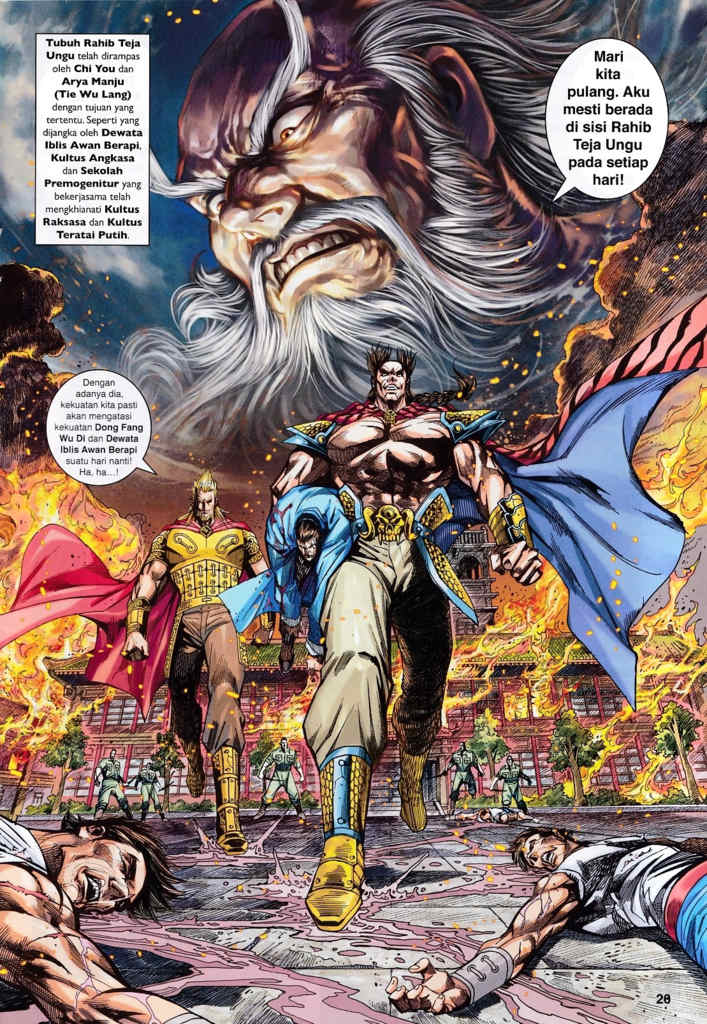 Tubuh Rahib Teja
Ungu telah dirampas
oleh Chi You dan
Arya Manju
(Tie Wu Lang)
dengan tujuan yang
tertentu. Seperti yang
dijangka oleh Dewata
Iblis Awan Berapi,
Kultus Angkasa
dan Sekolah
Premogenitur yang
bekerjasama telah
mengkhianati Kultus
Raksasa dan Kultus
Teratai Putih.
Mari
kita
pulang. Aku
mesti berada
di sisi Rahib
Teja Ungu
pada setiap
hari!
Dengan
adanya dia,
kekuatan kita pasti
akan mengatasi
kekuatan Dong Fang
Wu Di dan Dewata
Iblis Awan Berapi
suatu hari nanti!
Ha, ha...!
20